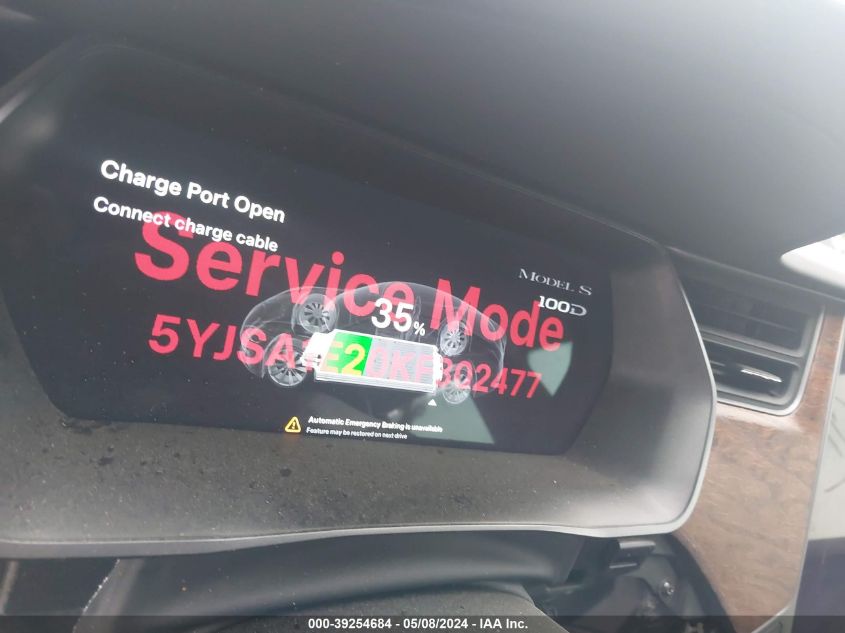 Charge Port Open
Connect charge cable
Service Mode
MODEL S
100D
35%
5YJSA1E20KF302477
Automatic Emergency Braking is unavailable
Feature may be restored on next drive
000-39254684 - 05/08/2024 - IAA Inc.